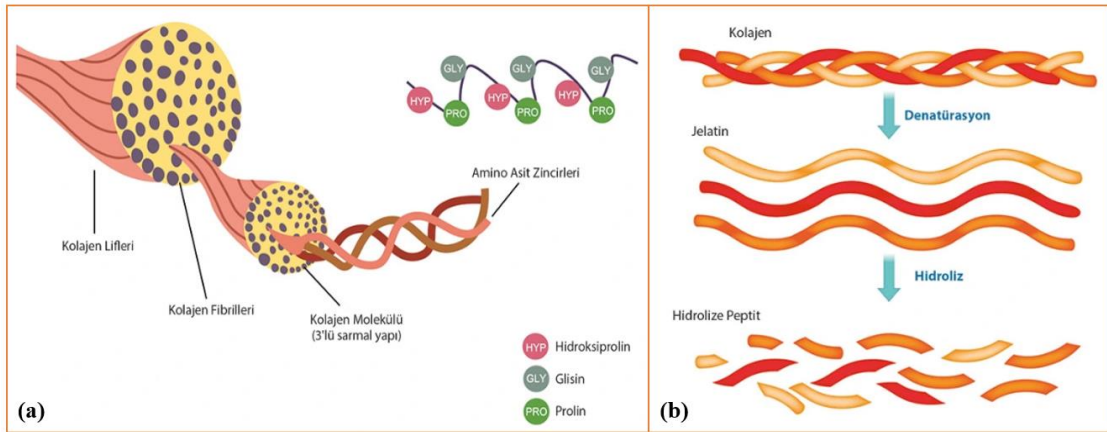 GLY
GLY
GLY
HYP
HYP
HYP
PRO
PRO
PRO
Amino Asit Zincirleri
Kolajen Lifleri
Kolajen Fibrilleri
Kolajen Molekülü
(3'lü sarmal yapı)
HYP Hidroksiprolin
GLY Glisin
PRO Prolin
(a)
Kolajen
Denatürasyon
Jelatin
Hidroliz
Hidrolize Peptit
(b)